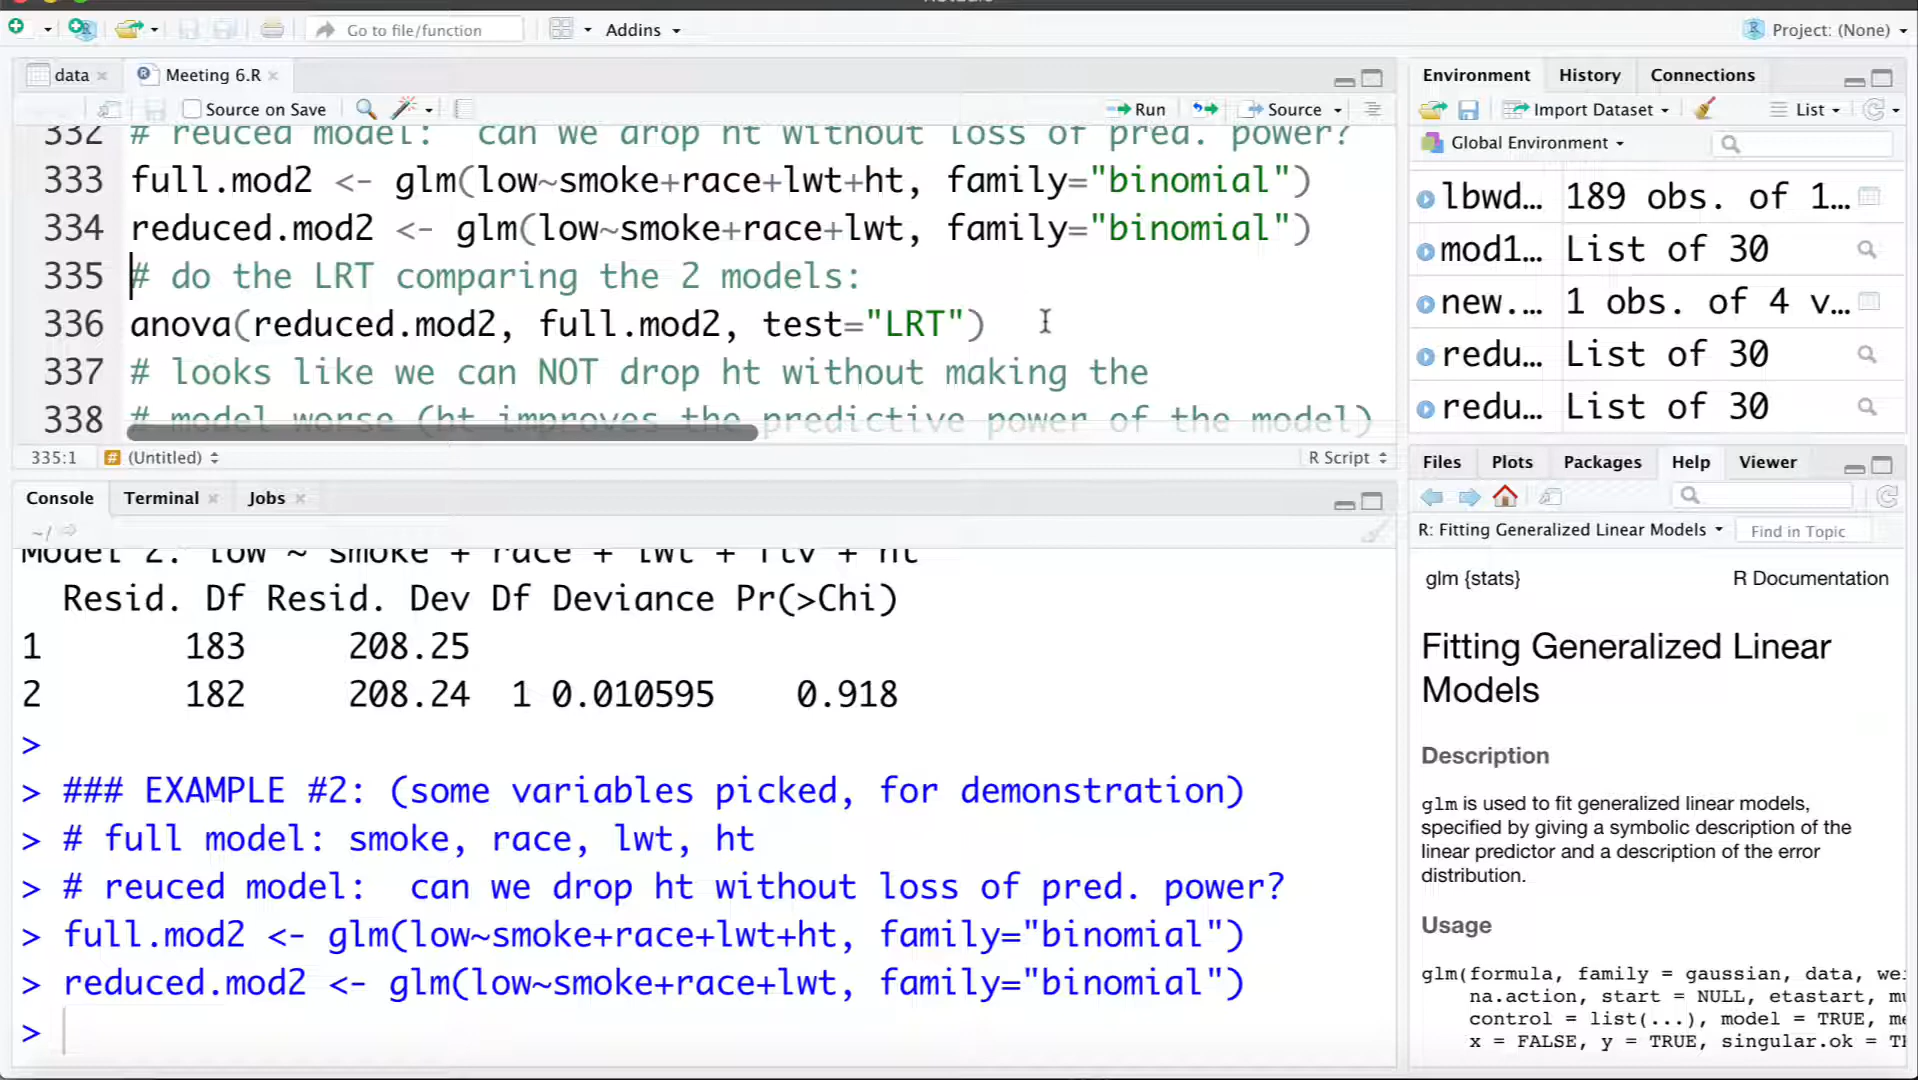 Go to file/function
Addins
Project: (None)
data
Meeting 6.R
Source on Save
Run
Source
332 # reuced model:  can we drop ht without loss of pred. power?
333 full.mod2 <- glm(low~smoke+race+lwt+ht, family="binomial")
334 reduced.mod2 <- glm(low~smoke+race+lwt, family="binomial")
335 # do the LRT comparing the 2 models:
336 anova(reduced.mod2, full.mod2, test="LRT")
337 # looks like we can NOT drop ht without making the
338 # model worse (ht improves the predictive power of the model)
335:1
(Untitled)
R Script
Console
Terminal
Jobs
~/
Model 2: low ~ smoke + race + lwt + ftv + ht
Resid. Df Resid. Dev Df Deviance Pr(>Chi)
1 183 208.25
2 182 208.24 1 0.010595 0.918
>
> ### EXAMPLE #2: (some variables picked, for demonstration)
> # full model: smoke, race, lwt, ht
> # reuced model:  can we drop ht without loss of pred. power?
> full.mod2 <- glm(low~smoke+race+lwt+ht, family="binomial")
> reduced.mod2 <- glm(low~smoke+race+lwt, family="binomial")
>
Environment
History
Connections
Import Dataset
List
Global Environment
lbwd… 189 obs. of 1…
mod1… List of 30
new.… 1 obs. of 4 v…
redu… List of 30
redu… List of 30
Files
Plots
Packages
Help
Viewer
R: Fitting Generalized Linear Models
Find in Topic
glm {stats}
R Documentation
Fitting Generalized Linear
Models
Description
glm is used to fit generalized linear models,
specified by giving a symbolic description of the
linear predictor and a description of the error
distribution.
Usage
glm(formula, family = gaussian, data, we
na.action, start = NULL, etastart, mu
control = list(...), model = TRUE, me
x = FALSE, y = TRUE, singular.ok = TR